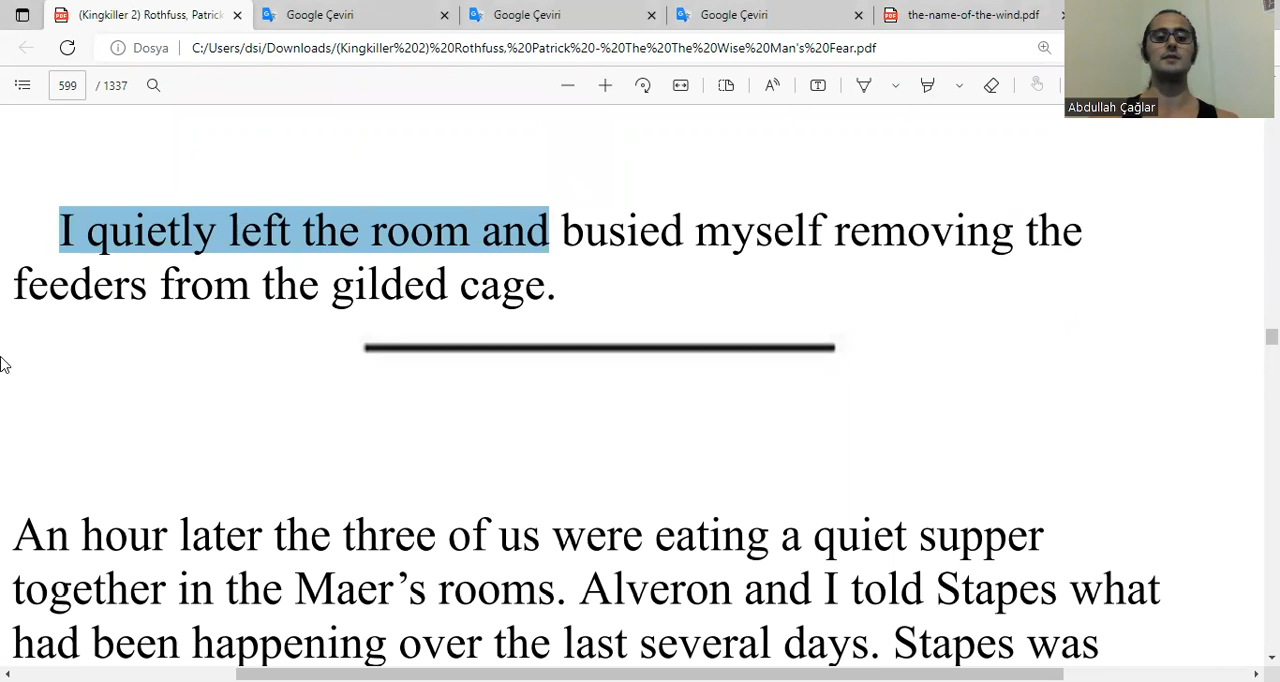 (Kingkiller 2) Rothfuss, Patrick
Google Çeviri
Google Çeviri
Google Çeviri
the-name-of-the-wind.pdf
Dosya
C:/Users/dsi/Downloads/(Kingkiller%202)%20Rothfuss,%20Patrick%20-%20The%20The%20Wise%20Man's%20Fear.pdf
599 / 1337
Abdullah Çağlar
I quietly left the room and busied myself removing the
feeders from the gilded cage.
An hour later the three of us were eating a quiet supper
together in the Maer’s rooms. Alveron and I told Stapes what
had been happening over the last several days. Stapes was